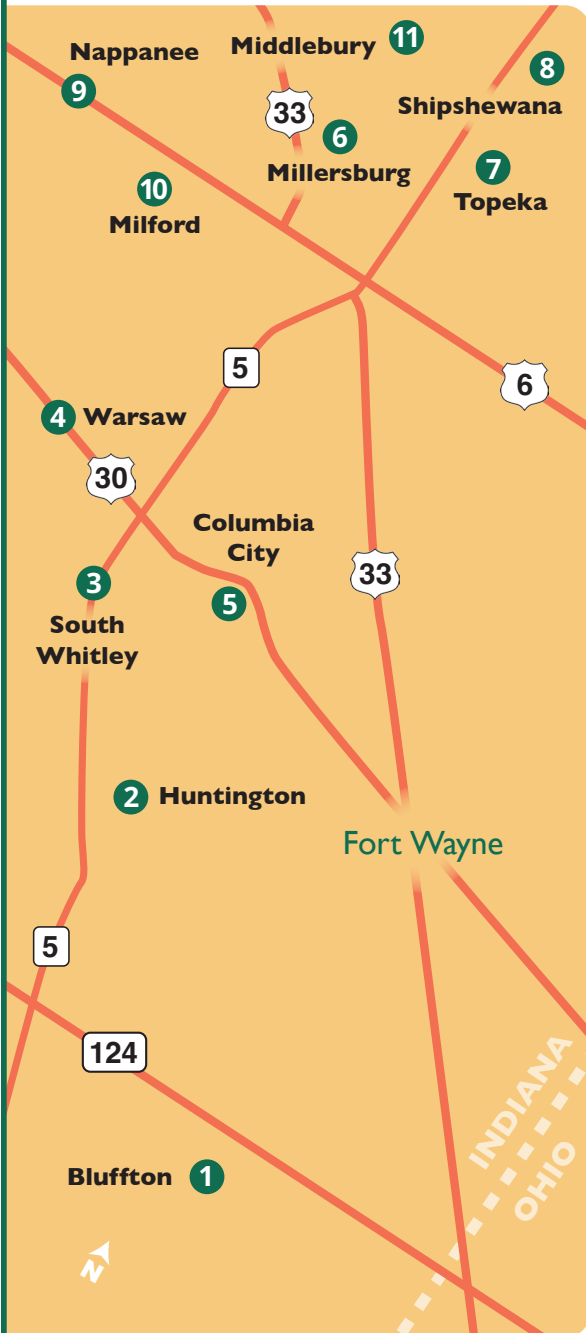 Nappanee
Middlebury
11
8
9
33
Shipshewana
6
Millersburg
7
Topeka
10
Milford
5
6
4
Warsaw
30
Columbia
City
33
3
5
South
Whitley
2
Huntington
Fort Wayne
5
124
INDIANA
OHIO
Bluffton
1
N